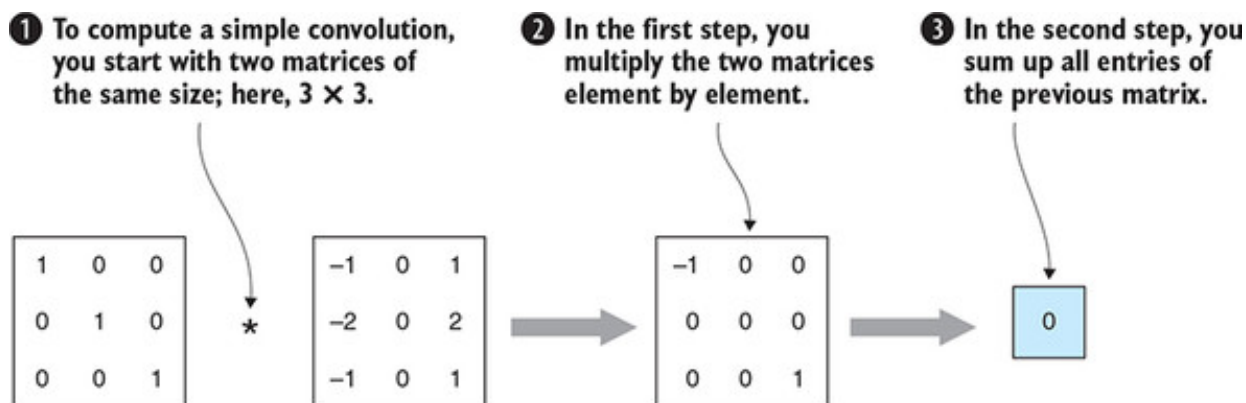 1 To compute a simple convolution,
you start with two matrices of
the same size; here, 3 × 3.
2 In the first step, you
multiply the two matrices
element by element.
3 In the second step, you
sum up all entries of
the previous matrix.
1 0 0
0 1 0
0 0 1
*
–1 0 1
–2 0 2
–1 0 1
–1 0 0
0 0 0
0 0 1
0